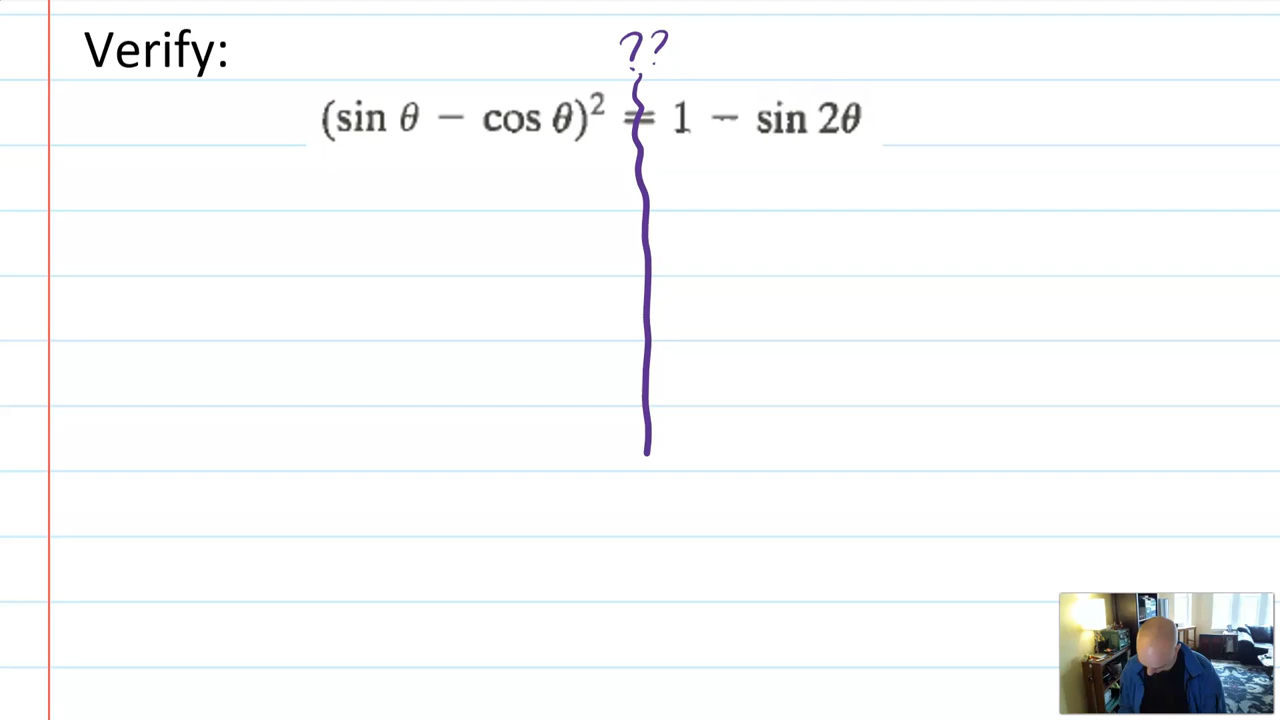 Verify:
??
(sin θ − cos θ)² = 1 − sin 2θ